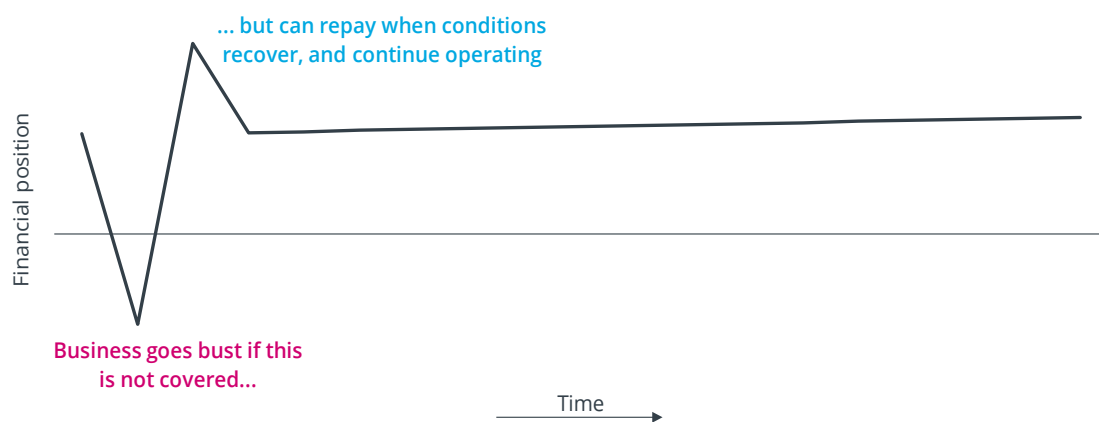 ... but can repay when conditions
recover, and continue operating
Financial position
Business goes bust if this
is not covered...
Time